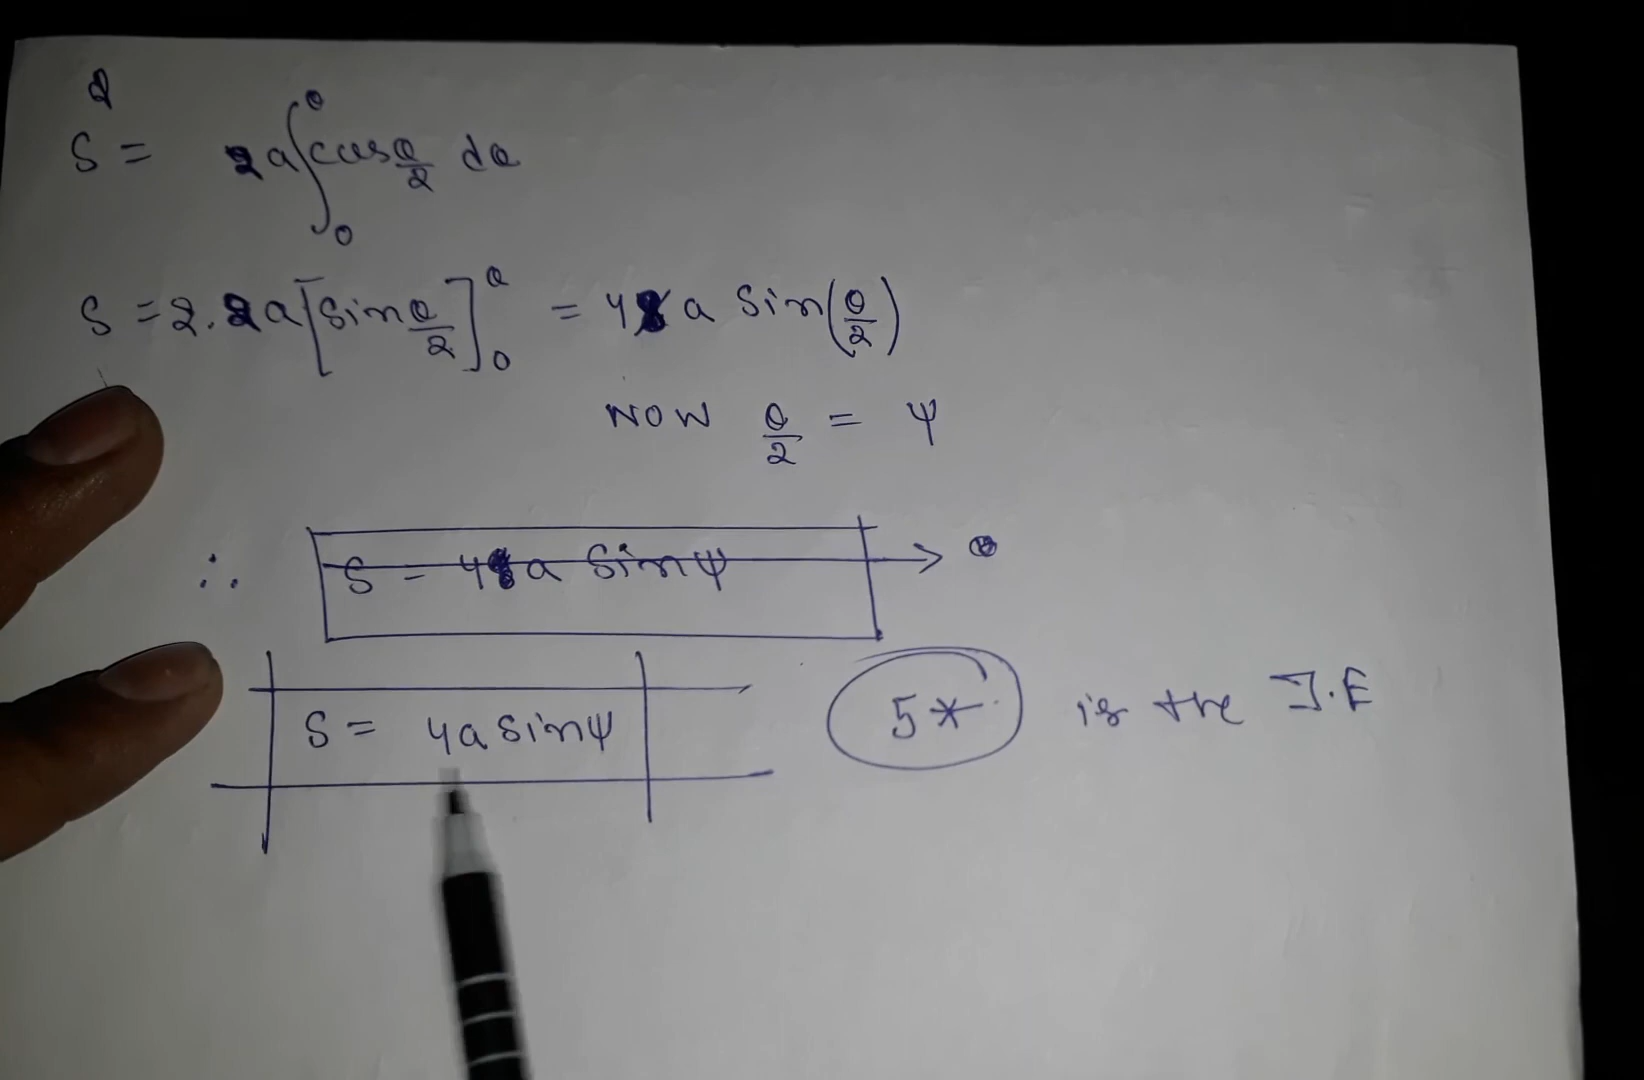 S = 2a∫₀^θ cos θ/2 dθ
S = 2.2a[sin θ/2]₀^θ = 4a sin(θ/2)
NOW θ/2 = ψ
∴ S = 4a sinψ →
S = 4a sinψ 5* is the I.E